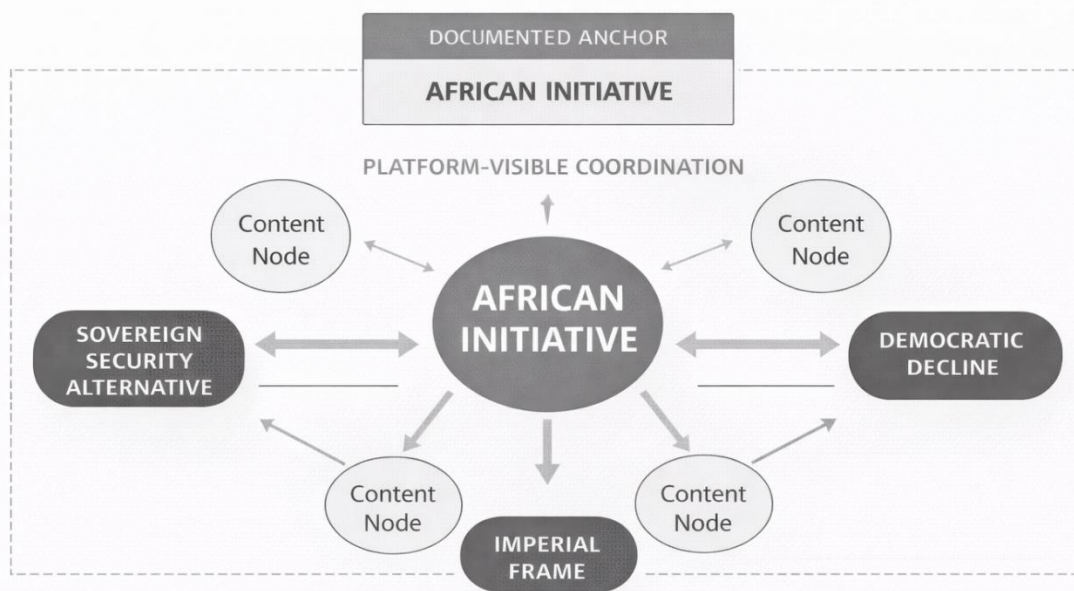 DOCUMENTED ANCHOR
AFRICAN INITIATIVE
PLATFORM-VISIBLE COORDINATION
Content
Node
Content
Node
AFRICAN
INITIATIVE
SOVEREIGN
SECURITY
ALTERNATIVE
DEMOCRATIC
DECLINE
Content
Node
Content
Node
IMPERIAL
FRAME